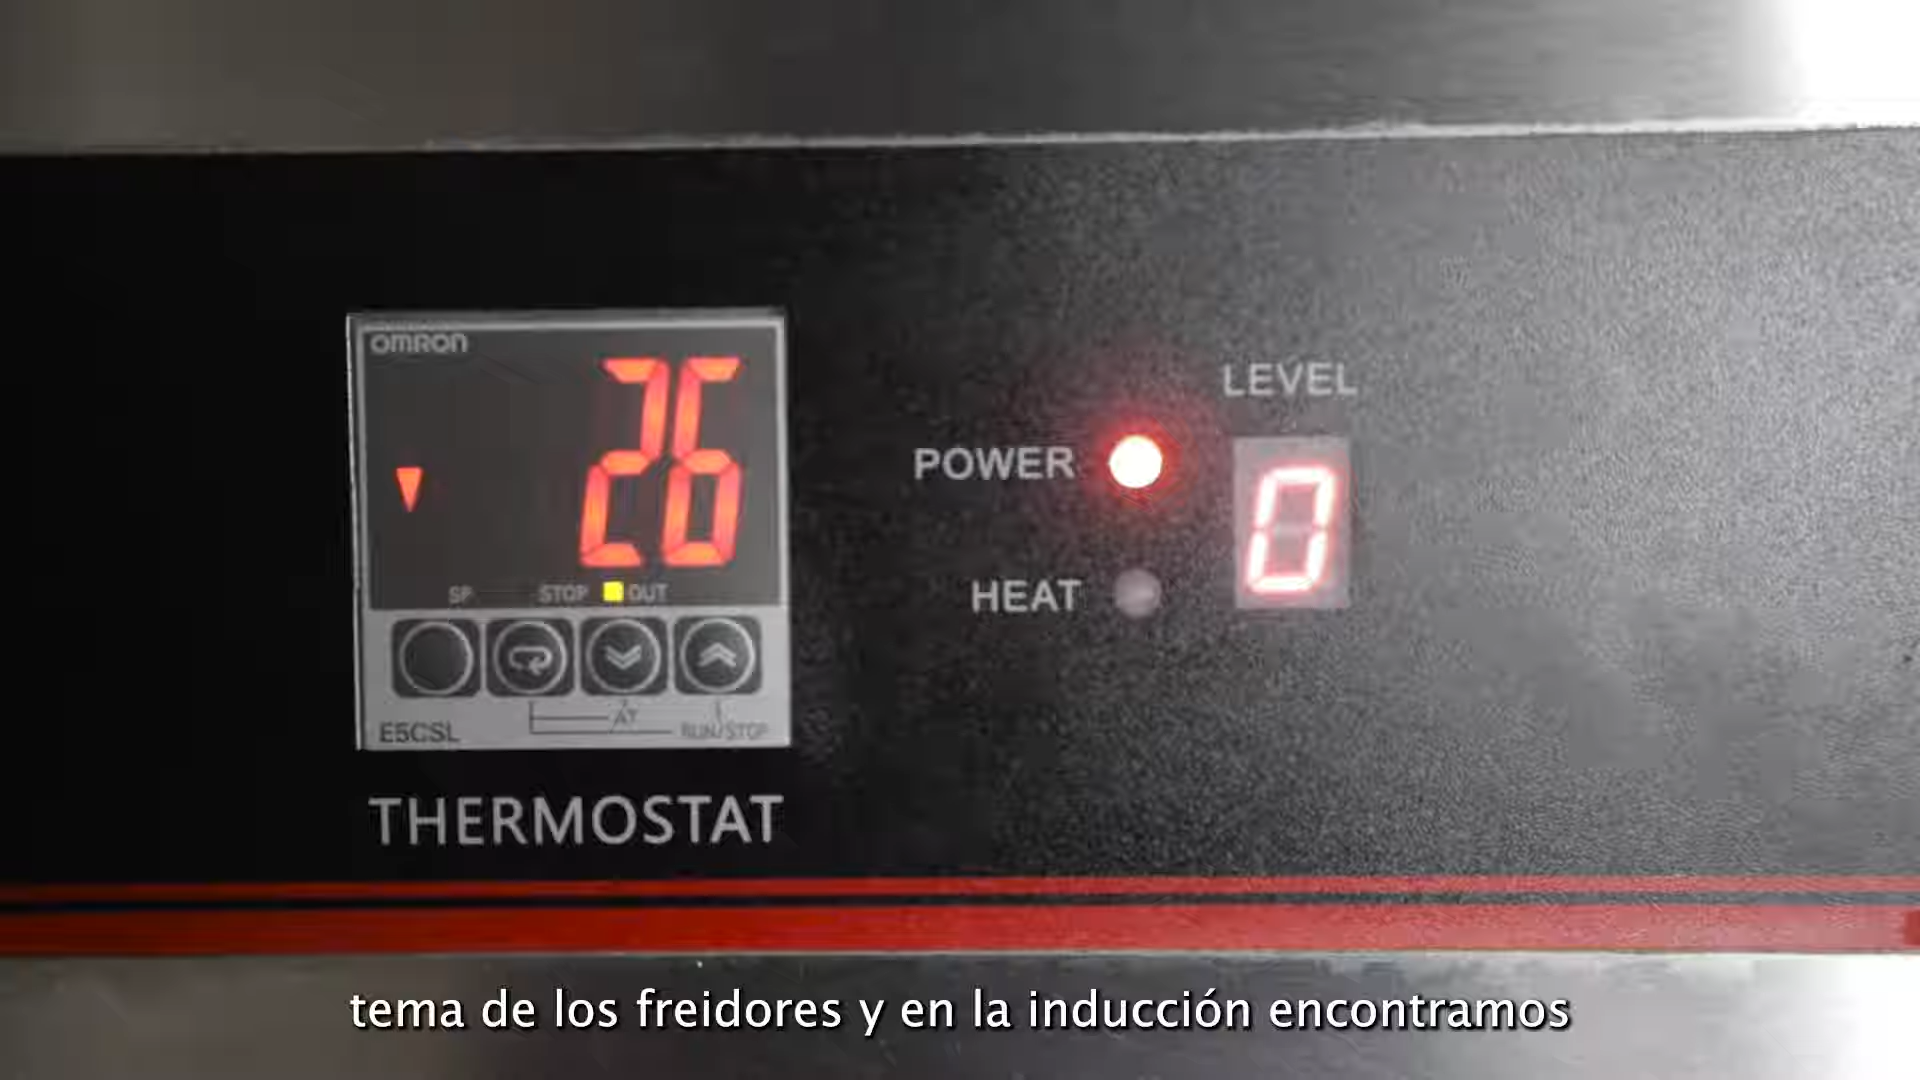 OMRON
26
SP STOP OUT
E5CSL
AT
RUN/STOP
THERMOSTAT
LEVEL
POWER
0
HEAT
tema de los freidores y en la inducción encontramos